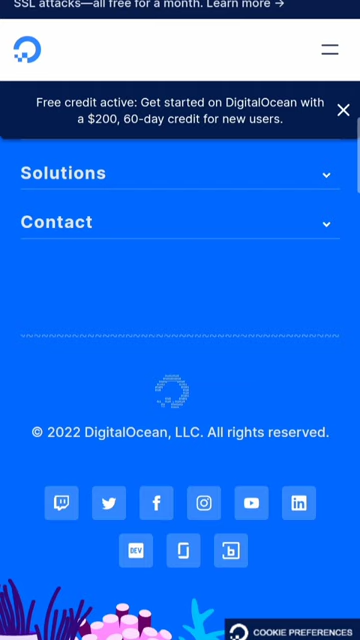 SSL attacks—all free for a month. Learn more →
Free credit active: Get started on DigitalOcean with
a $200, 60-day credit for new users.
Solutions
Contact
© 2022 DigitalOcean, LLC. All rights reserved.
DEV
COOKIE PREFERENCES